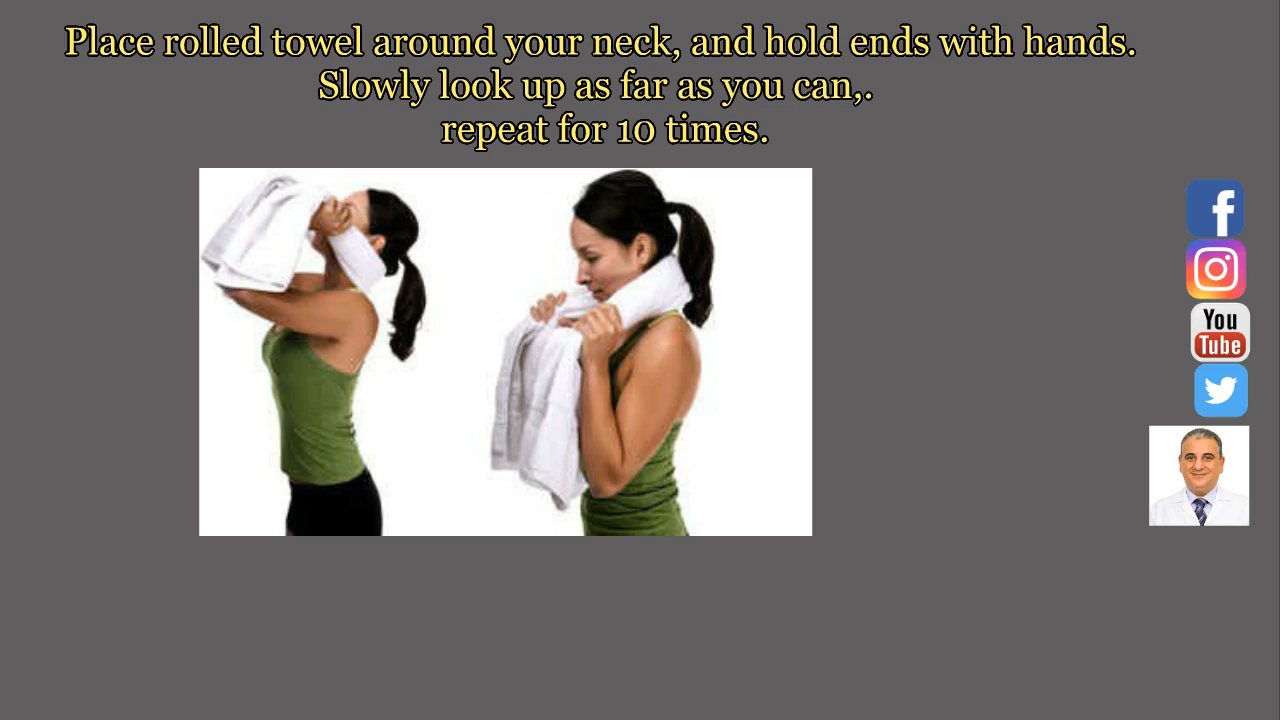 Place rolled towel around your neck, and hold ends with hands.
Slowly look up as far as you can,.
repeat for 10 times.
f
You
Tube